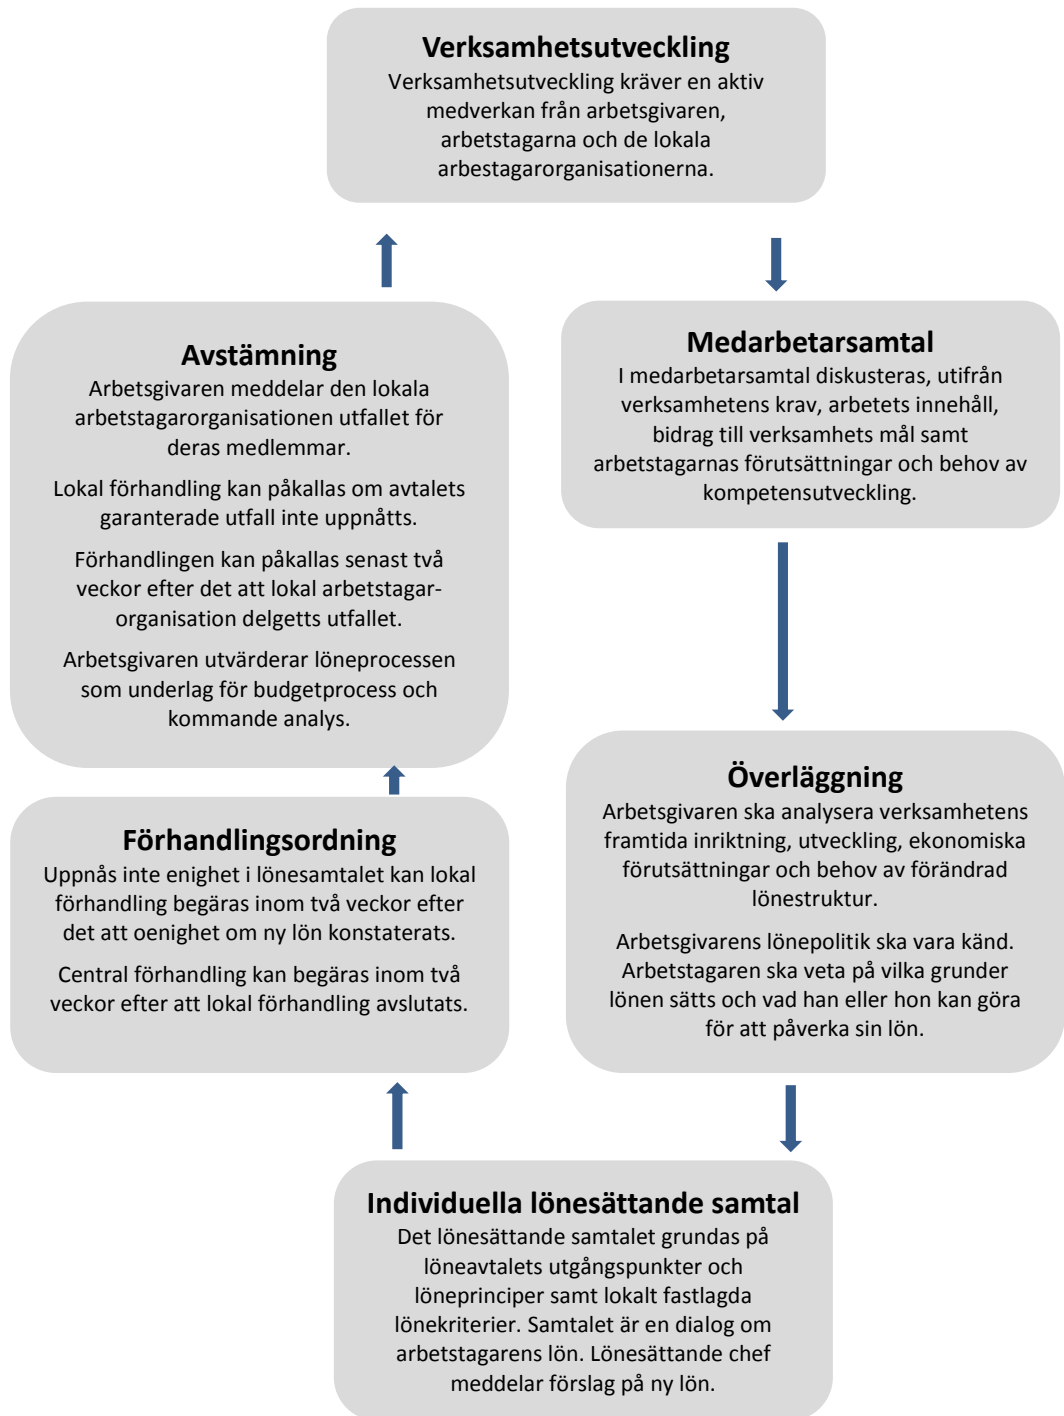 Verksamhetsutveckling
Verksamhetsutveckling kräver en aktiv
medverkan från arbetsgivaren,
arbetstagarna och de lokala
arbestagarorganisationerna.
Medarbetarsamtal
I medarbetarsamtal diskusteras, utifrån
verksamhetens krav, arbetets innehåll,
bidrag till verksamhets mål samt
arbetstagarnas förutsättningar och behov av
kompetensutveckling.
Överläggning
Arbetsgivaren ska analysera verksamhetens
framtida inriktning, utveckling, ekonomiska
förutsättningar och behov av förändrad
lönestruktur.
Arbetsgivarens lönepolitik ska vara känd.
Arbetstagaren ska veta på vilka grunder
lönen sätts och vad han eller hon kan göra
för att påverka sin lön.
Individuella lönesättande samtal
Det lönesättande samtalet grundas på
löneavtalets utgångspunkter och
löneprinciper samt lokalt fastlagda
lönekriterier. Samtalet är en dialog om
arbetstagarens lön. Lönesättande chef
meddelar förslag på ny lön.
Förhandlingsordning
Uppnås inte enighet i lönesamtalet kan lokal
förhandling begäras inom två veckor efter
det att oenighet om ny lön konstaterats.
Central förhandling kan begäras inom två
veckor efter att lokal förhandling avslutats.
Avstämning
Arbetsgivaren meddelar den lokala
arbetstagarorganisationen utfallet för
deras medlemmar.
Lokal förhandling kan påkallas om avtalets
garanterade utfall inte uppnåtts.
Förhandlingen kan påkallas senast två
veckor efter det att lokal arbetstagar-
organisation delgetts utfallet.
Arbetsgivaren utvärderar löneprocessen
som underlag för budgetprocess och
kommande analys.